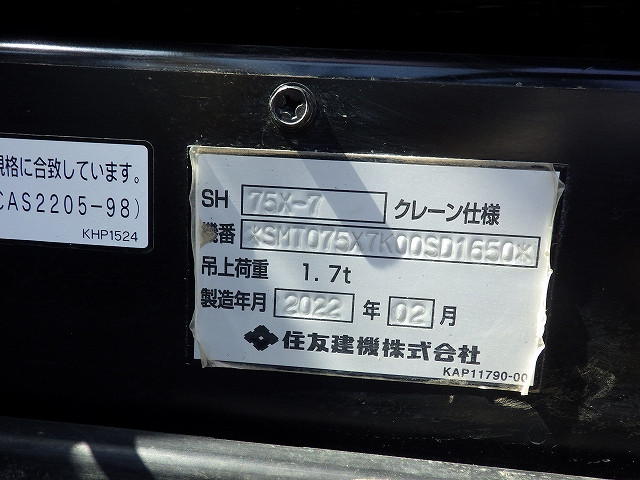 規格に合致しています。
CAS2205-98)
KHP1524
SH 75X-7 クレーン仕様
機番 *SMT075X7K00SD1650*
吊上荷重 1.7t
製造年月 2022 年 02 月
住友建機株式会社
KAP11790-00